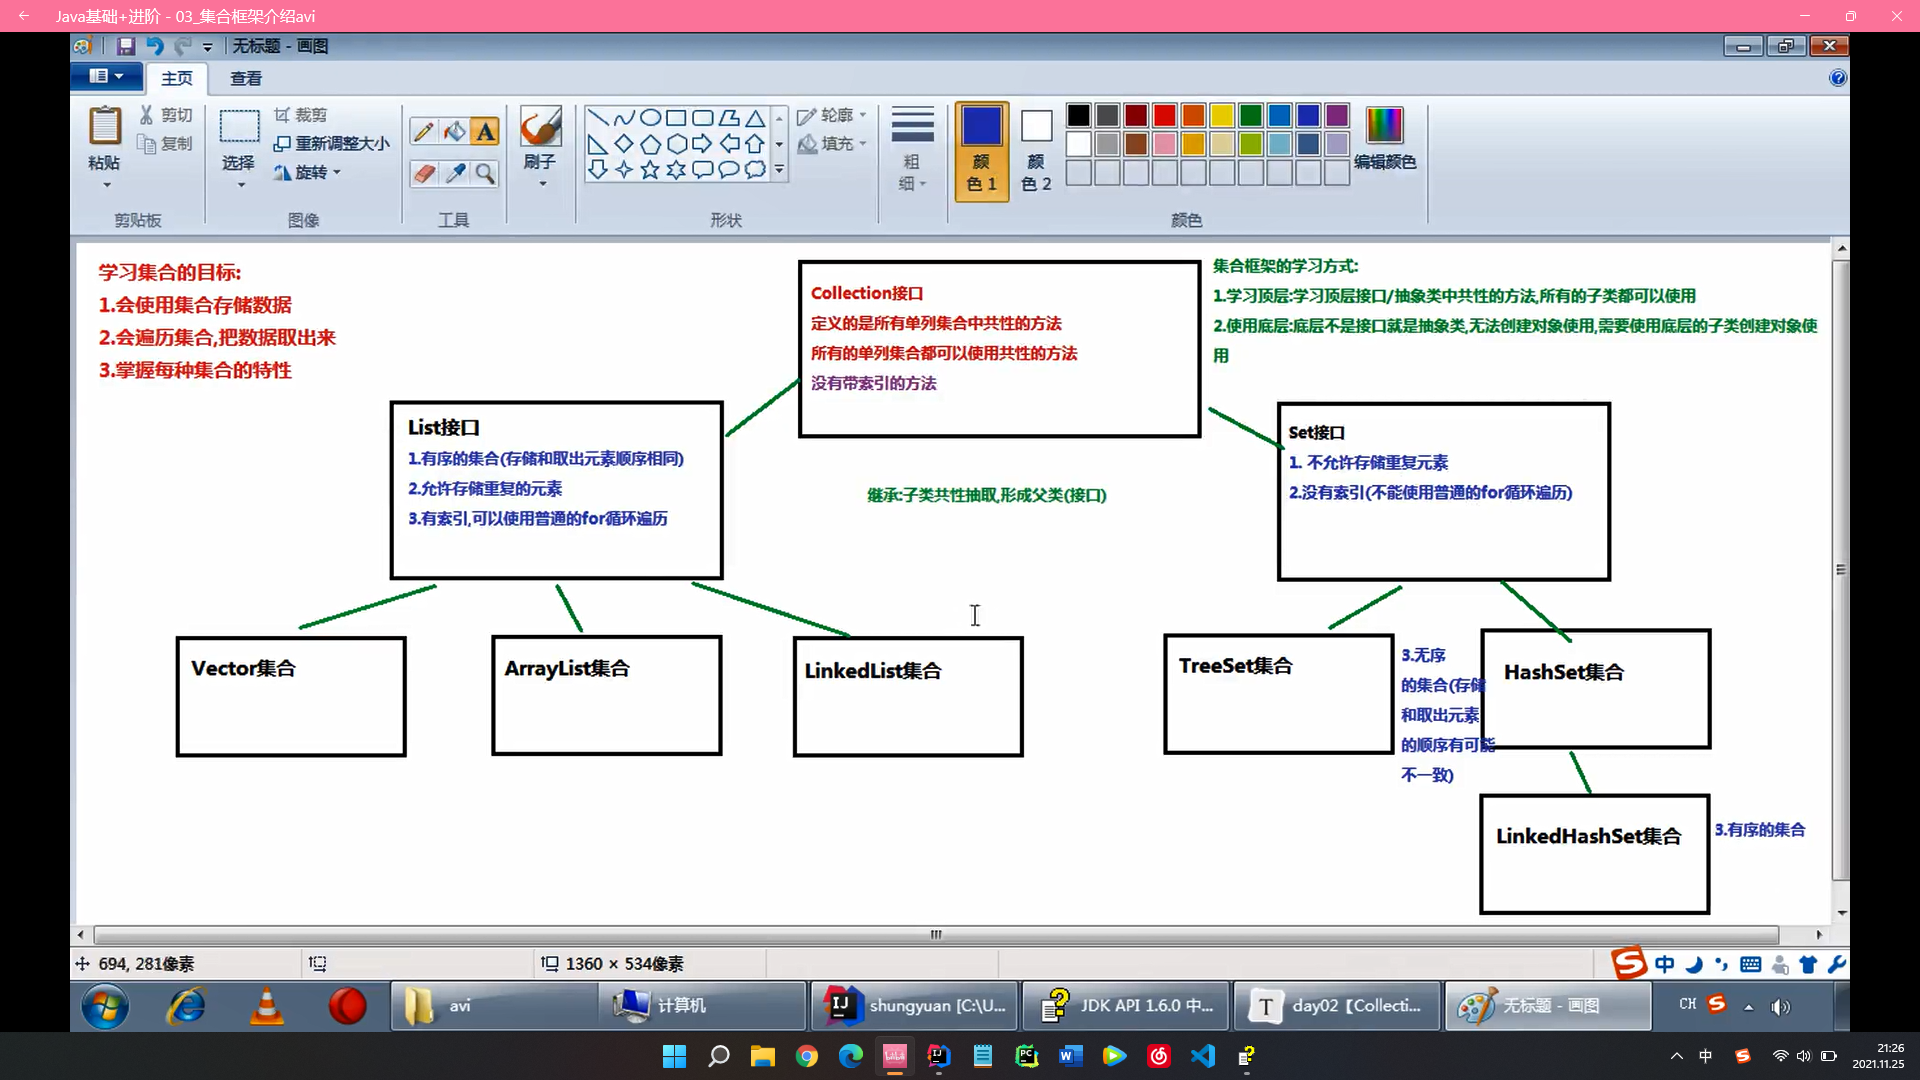 Java基础+进阶 - 03_集合框架介绍avi
无标题 - 画图
主页
查看
粘贴
剪切
复制
剪贴板
选择
裁剪
重新调整大小
旋转
图像
工具
刷子
形状
轮廓
填充
粗
细
颜
色 1
颜
色 2
编辑颜色
颜色
学习集合的目标:
1.会使用集合存储数据
2.会遍历集合,把数据取出来
3.掌握每种集合的特性
Collection接口
定义的是所有单列集合中共性的方法
所有的单列集合都可以使用共性的方法
没有带索引的方法
集合框架的学习方式:
1.学习顶层:学习顶层接口/抽象类中共性的方法,所有的子类都可以使用
2.使用底层:底层不是接口就是抽象类,无法创建对象使用,需要使用底层的子类创建对象使
用
List接口
1.有序的集合(存储和取出元素顺序相同)
2.允许存储重复的元素
3.有索引,可以使用普通的for循环遍历
继承:子类共性抽取,形成父类(接口)
Set接口
1. 不允许存储重复元素
2.没有索引(不能使用普通的for循环遍历)
Vector集合
ArrayList集合
LinkedList集合
TreeSet集合
3.无序
的集合(存储
和取出元素
的顺序有可能
不一致)
HashSet集合
LinkedHashSet集合
3.有序的集合
694, 281像素
1360 × 534像素
中
avi
计算机
shungyuan [C:\U...
JDK API 1.6.0 中...
day02【Collecti...
无标题 - 画图
CH
中
21:26
2021.11.25